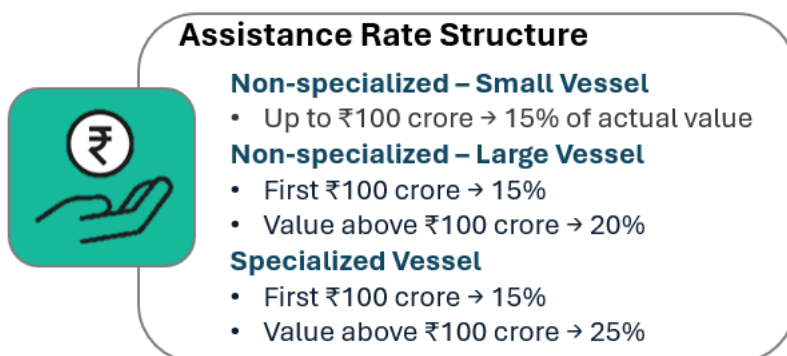 Assistance Rate Structure
Non-specialized – Small Vessel
• Up to ₹100 crore → 15% of actual value
₹
Non-specialized – Large Vessel
• First ₹100 crore → 15%
• Value above ₹100 crore → 20%
Specialized Vessel
• First ₹100 crore → 15%
• Value above ₹100 crore → 25%